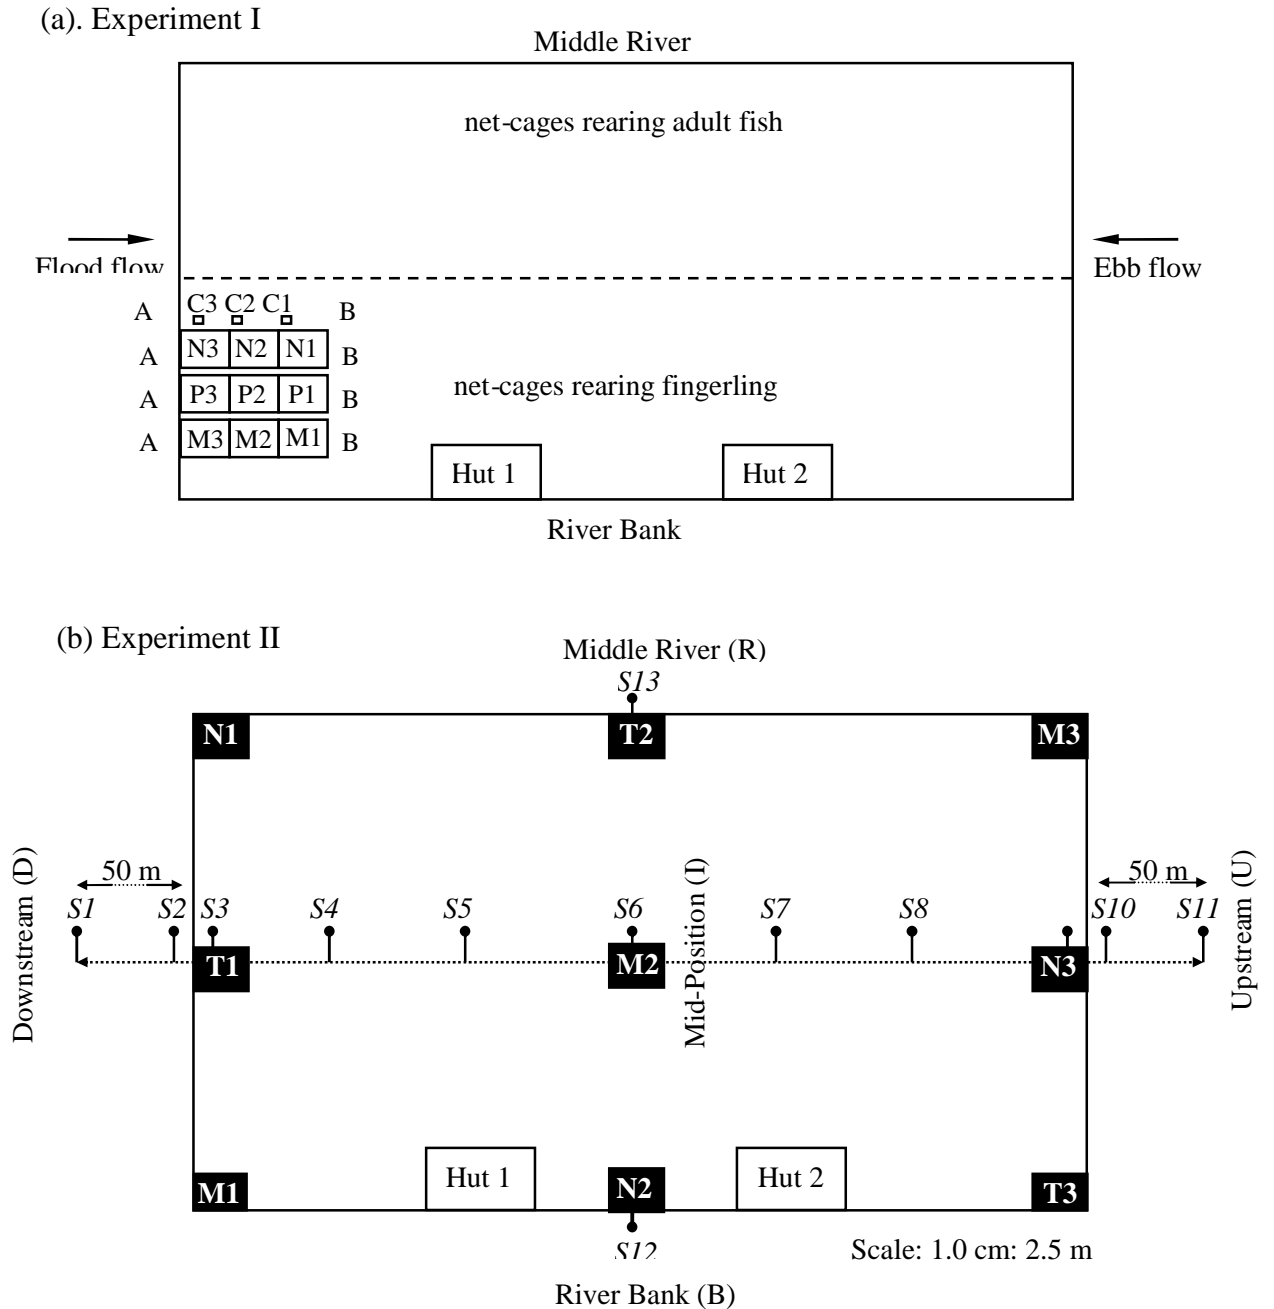 (a). Experiment I
Middle River
net-cages rearing adult fish
Flood flow
Ebb flow
A C3 C2 C1 B
A N3 N2 N1 B
net-cages rearing fingerling
A P3 P2 P1 B
A M3 M2 M1 B
Hut 1 Hut 2
River Bank
(b) Experiment II
Middle River (R)
S13
N1 T2 M3
Downstream (D)
50 m
Mid-Position (I)
50 m
Upstream (U)
S1 S2 S3 S4 S5 S6 S7 S8 S10 S11
T1 M2 N3
Hut 1 Hut 2
M1 N2 T3
S12
Scale: 1.0 cm: 2.5 m
River Bank (B)